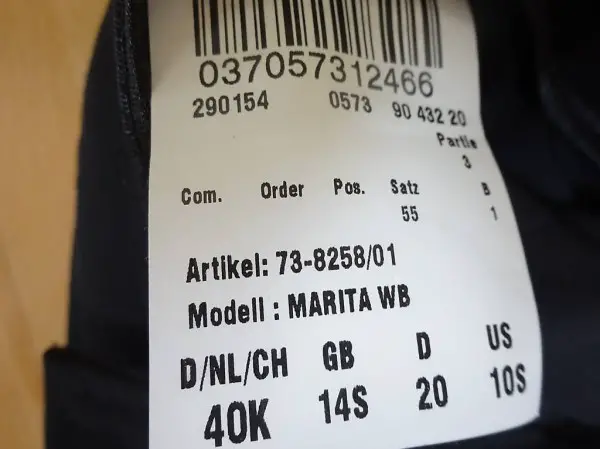 037057312466
290154 0573 90 432 20
Partie
3
Com. Order Pos. Satz B
55 1
Artikel: 73-8258/01
Modell : MARITA WB
D/NL/CH GB D US
40K 14S 20 10S